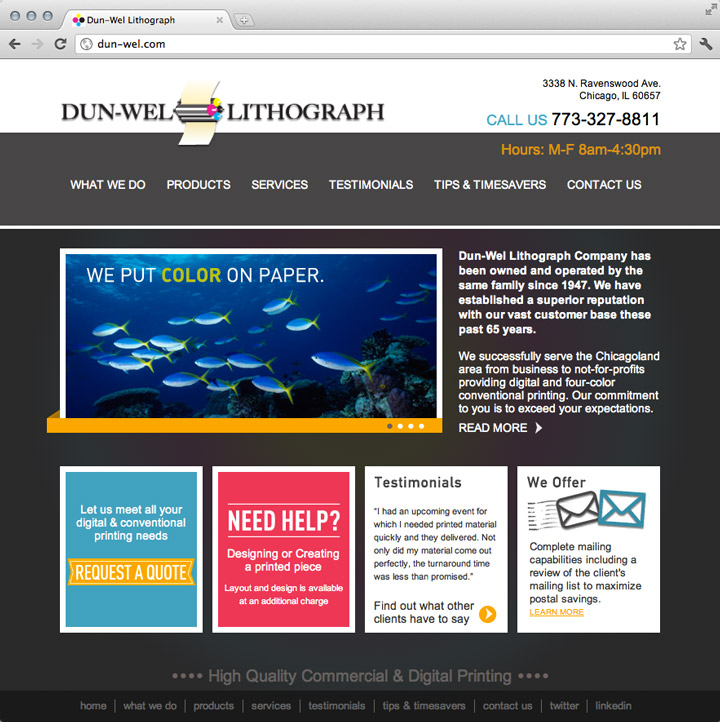 Dun-Wel Lithograph
dun-wel.com
DUN-WEL LITHOGRAPH
3338 N. Ravenswood Ave.
Chicago, IL 60657
CALL US 773-327-8811
Hours: M-F 8am-4:30pm
WHAT WE DO PRODUCTS SERVICES TESTIMONIALS TIPS & TIMESAVERS CONTACT US
WE PUT COLOR ON PAPER.
Dun-Wel Lithograph Company has
been owned and operated by the
same family since 1947. We have
established a superior reputation
with our vast customer base these
past 65 years.
We successfully serve the Chicagoland
area from business to not-for-profits
providing digital and four-color
conventional printing. Our commitment
to you is to exceed your expectations.
READ MORE
Let us meet all your
digital & conventional
printing needs
REQUEST A QUOTE
NEED HELP?
Designing or Creating
a printed piece
Layout and design is available
at an additional charge
Testimonials
"I had an upcoming event for
which I needed printed material
quickly and they delivered. Not
only did my material come out
perfectly, the turnaround time
was less than promised."
Find out what other
clients have to say
We Offer
Complete mailing
capabilities including a
review of the client's
mailing list to maximize
postal savings.
LEARN MORE
•••• High Quality Commercial & Digital Printing ••••
home | what we do | products | services | testimonials | tips & timesavers | contact us | twitter | linkedin